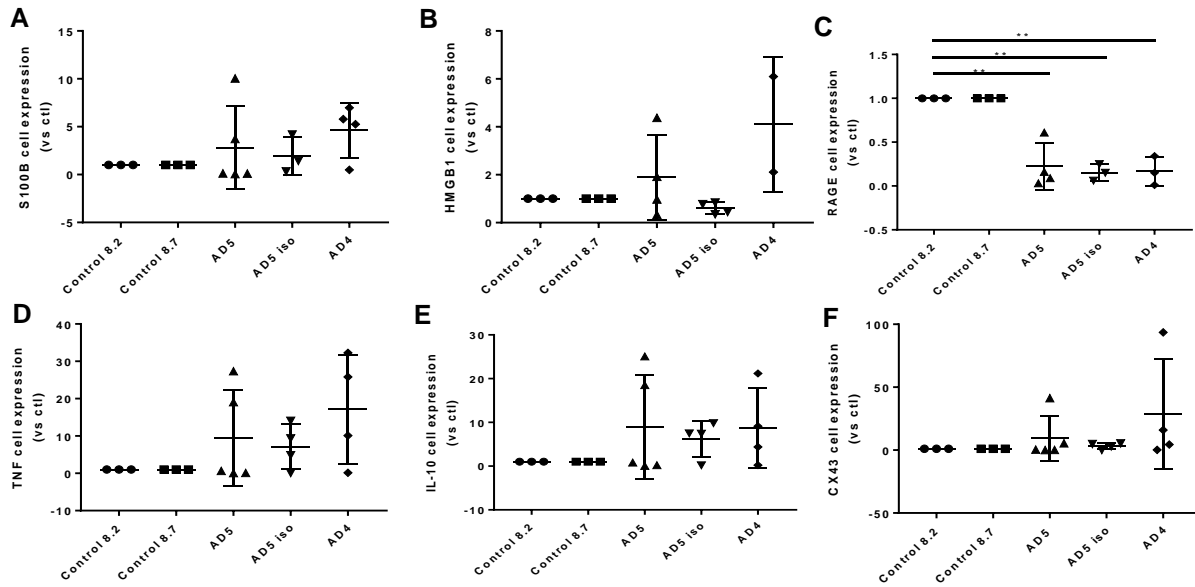 A
S100B cell expression
(vs ctl)
15
10
5
0
-5
Control 8.2
Control 8.7
AD5
AD5 iso
AD4
B
HMGB1 cell expression
(vs ctl)
8
6
4
2
0
Control 8.2
Control 8.7
AD5
AD5 iso
AD4
C
RAGE cell expression
(vs ctl)
**
**
**
1.5
1.0
0.5
0.0
-0.5
Control 8.2
Control 8.7
AD5
AD5 iso
AD4
D
TNF cell expression
(vs ctl)
40
30
20
10
0
-10
Control 8.2
Control 8.7
AD5
AD5 iso
AD4
E
IL-10 cell expression
(vs ctl)
30
20
10
0
-10
Control 8.2
Control 8.7
AD5
AD5 iso
AD4
F
CX43 cell expression
(vs ctl)
100
50
0
-50
Control 8.2
Control 8.7
AD5
AD5 iso
AD4